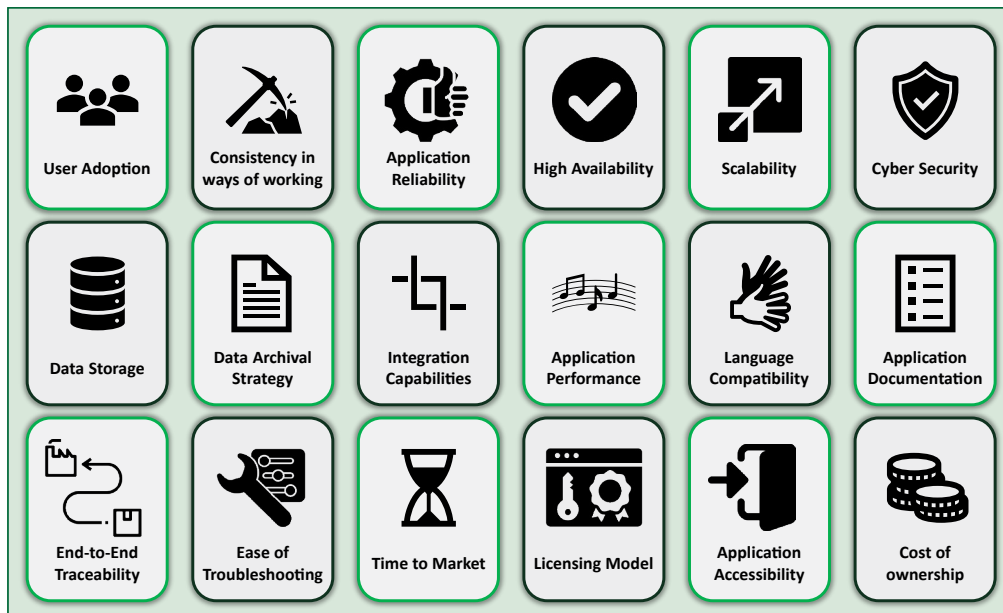 User Adoption
Consistency in
ways of working
Application
Reliability
High Availability
Scalability
Cyber Security
Data Storage
Data Archival
Strategy
Integration
Capabilities
Application
Performance
Language
Compatibility
Application
Documentation
End-to-End
Traceability
Ease of
Troubleshooting
Time to Market
Licensing Model
Application
Accessibility
Cost of
ownership